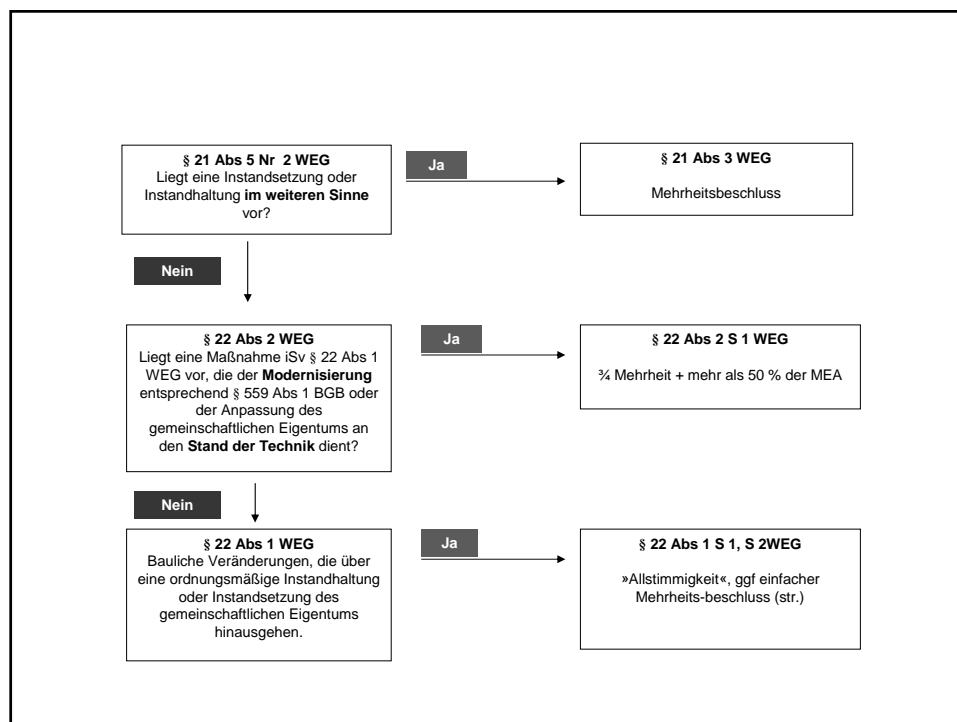 § 21 Abs 5 Nr 2 WEG
Liegt eine Instandsetzung oder
Instandhaltung im weiteren Sinne
vor?
Ja
§ 21 Abs 3 WEG
Mehrheitsbeschluss
Nein
§ 22 Abs 2 WEG
Liegt eine Maßnahme iSv § 22 Abs 1
WEG vor, die der Modernisierung
entsprechend § 559 Abs 1 BGB oder
der Anpassung des
gemeinschaftlichen Eigentums an
den Stand der Technik dient?
Ja
§ 22 Abs 2 S 1 WEG
¾ Mehrheit + mehr als 50 % der MEA
Nein
§ 22 Abs 1 WEG
Bauliche Veränderungen, die über
eine ordnungsmäßige Instandhaltung
oder Instandsetzung des
gemeinschaftlichen Eigentums
hinausgehen.
Ja
§ 22 Abs 1 S 1, S 2WEG
»Allstimmigkeit«, ggf einfacher
Mehrheits-beschluss (str.)